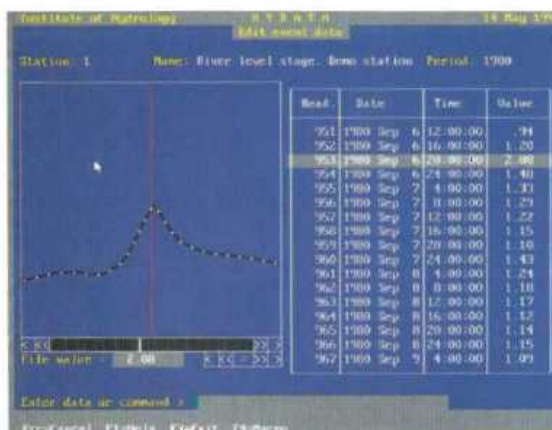 Institute of Hydrology H Y D A T A 14 May 19
Edit event data
Station: 1 Name: River level stage. Demo station Period: 1980
Read. Date Time Value
951 1980 Sep 6 12:00:00 .94
952 1980 Sep 6 16:00:00 1.20
953 1980 Sep 6 20:00:00 2.00
954 1980 Sep 6 24:00:00 1.40
955 1980 Sep 7 4:00:00 1.33
956 1980 Sep 7 8:00:00 1.29
957 1980 Sep 7 12:00:00 1.22
958 1980 Sep 7 16:00:00 1.15
959 1980 Sep 7 20:00:00 1.10
960 1980 Sep 7 24:00:00 1.43
961 1980 Sep 8 4:00:00 1.24
962 1980 Sep 8 8:00:00 1.18
963 1980 Sep 8 12:00:00 1.17
964 1980 Sep 8 16:00:00 1.12
965 1980 Sep 8 20:00:00 1.14
966 1980 Sep 8 24:00:00 1.15
967 1980 Sep 9 4:00:00 1.09
File value = 2.00
Enter data or command >